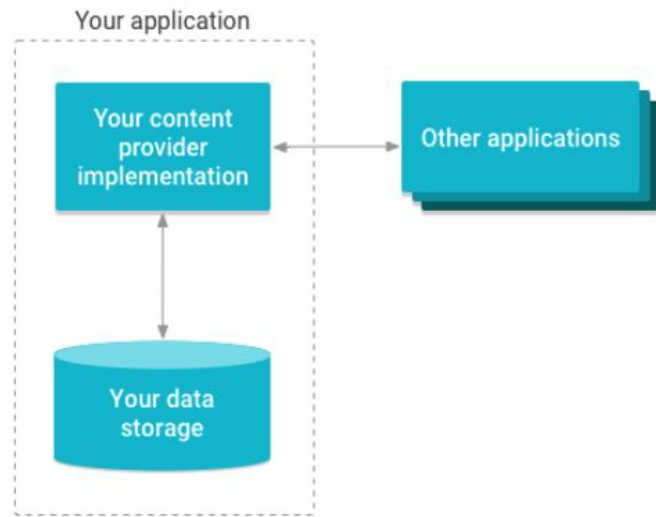 Your application
Your content
provider
implementation
Other applications
Your data
storage